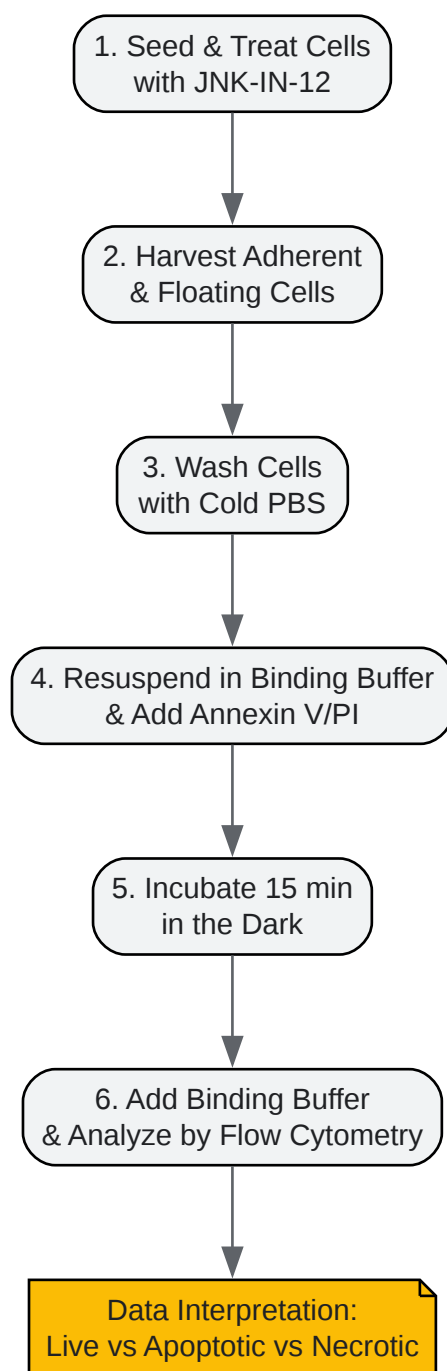 1. Seed & Treat Cells
with JNK-IN-12
2. Harvest Adherent
& Floating Cells
3. Wash Cells
with Cold PBS
4. Resuspend in Binding Buffer
& Add Annexin V/PI
5. Incubate 15 min
in the Dark
6. Add Binding Buffer
& Analyze by Flow Cytometry
Data Interpretation:
Live vs Apoptotic vs Necrotic